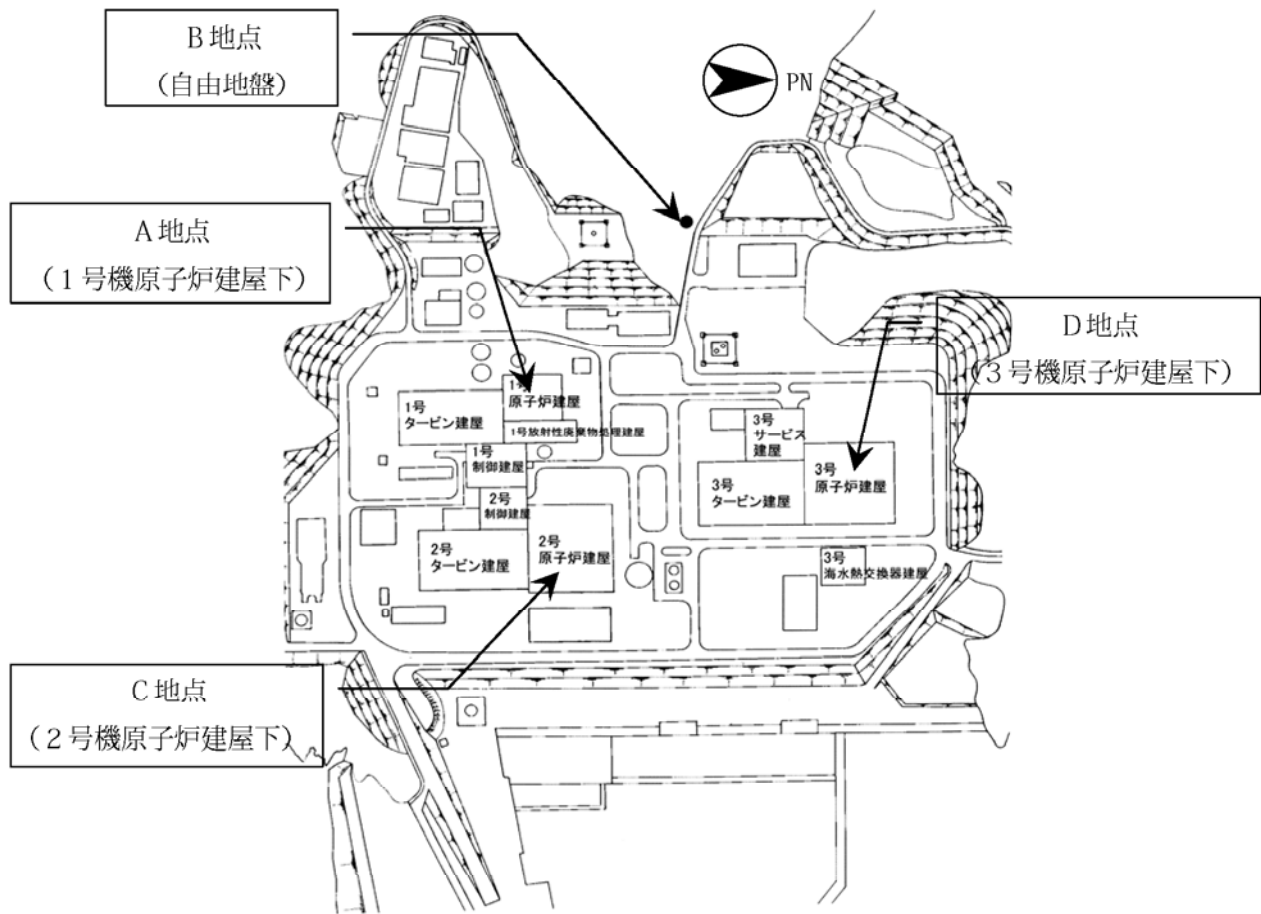 B地点
(自由地盤)
PN
A地点
(1号機原子炉建屋下)
D地点
(3号機原子炉建屋下)
1号
原子炉建屋
1号
タービン建屋
1号放射性廃棄物処理建屋
1号
制御建屋
2号
制御建屋
2号
タービン建屋
2号
原子炉建屋
3号
サービス
建屋
3号
タービン建屋
3号
原子炉建屋
3号
海水熱交換器建屋
C地点
(2号機原子炉建屋下)